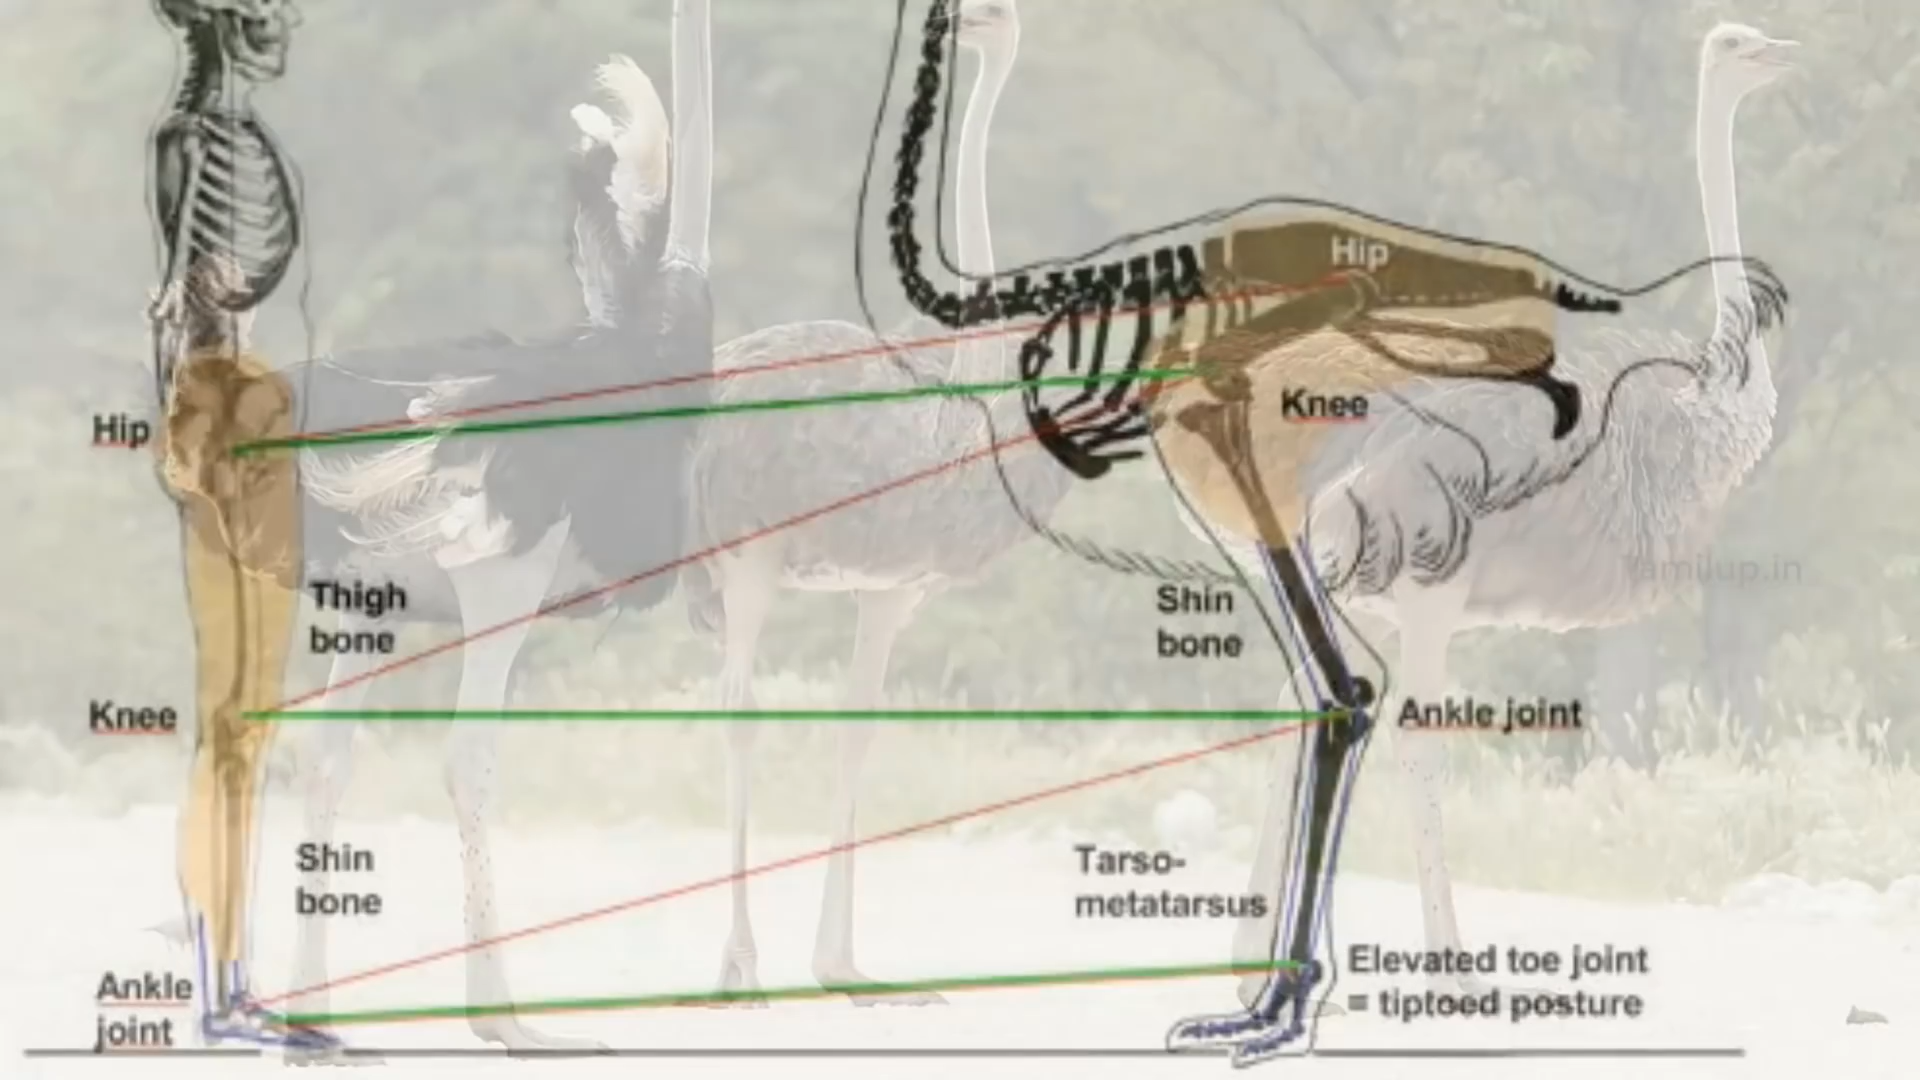 Hip
Hip
Knee
Thigh
bone
Shin
bone
Knee
Ankle joint
Shin
bone
Tarso-
metatarsus
Elevated toe joint
= tiptoed posture
Ankle
joint